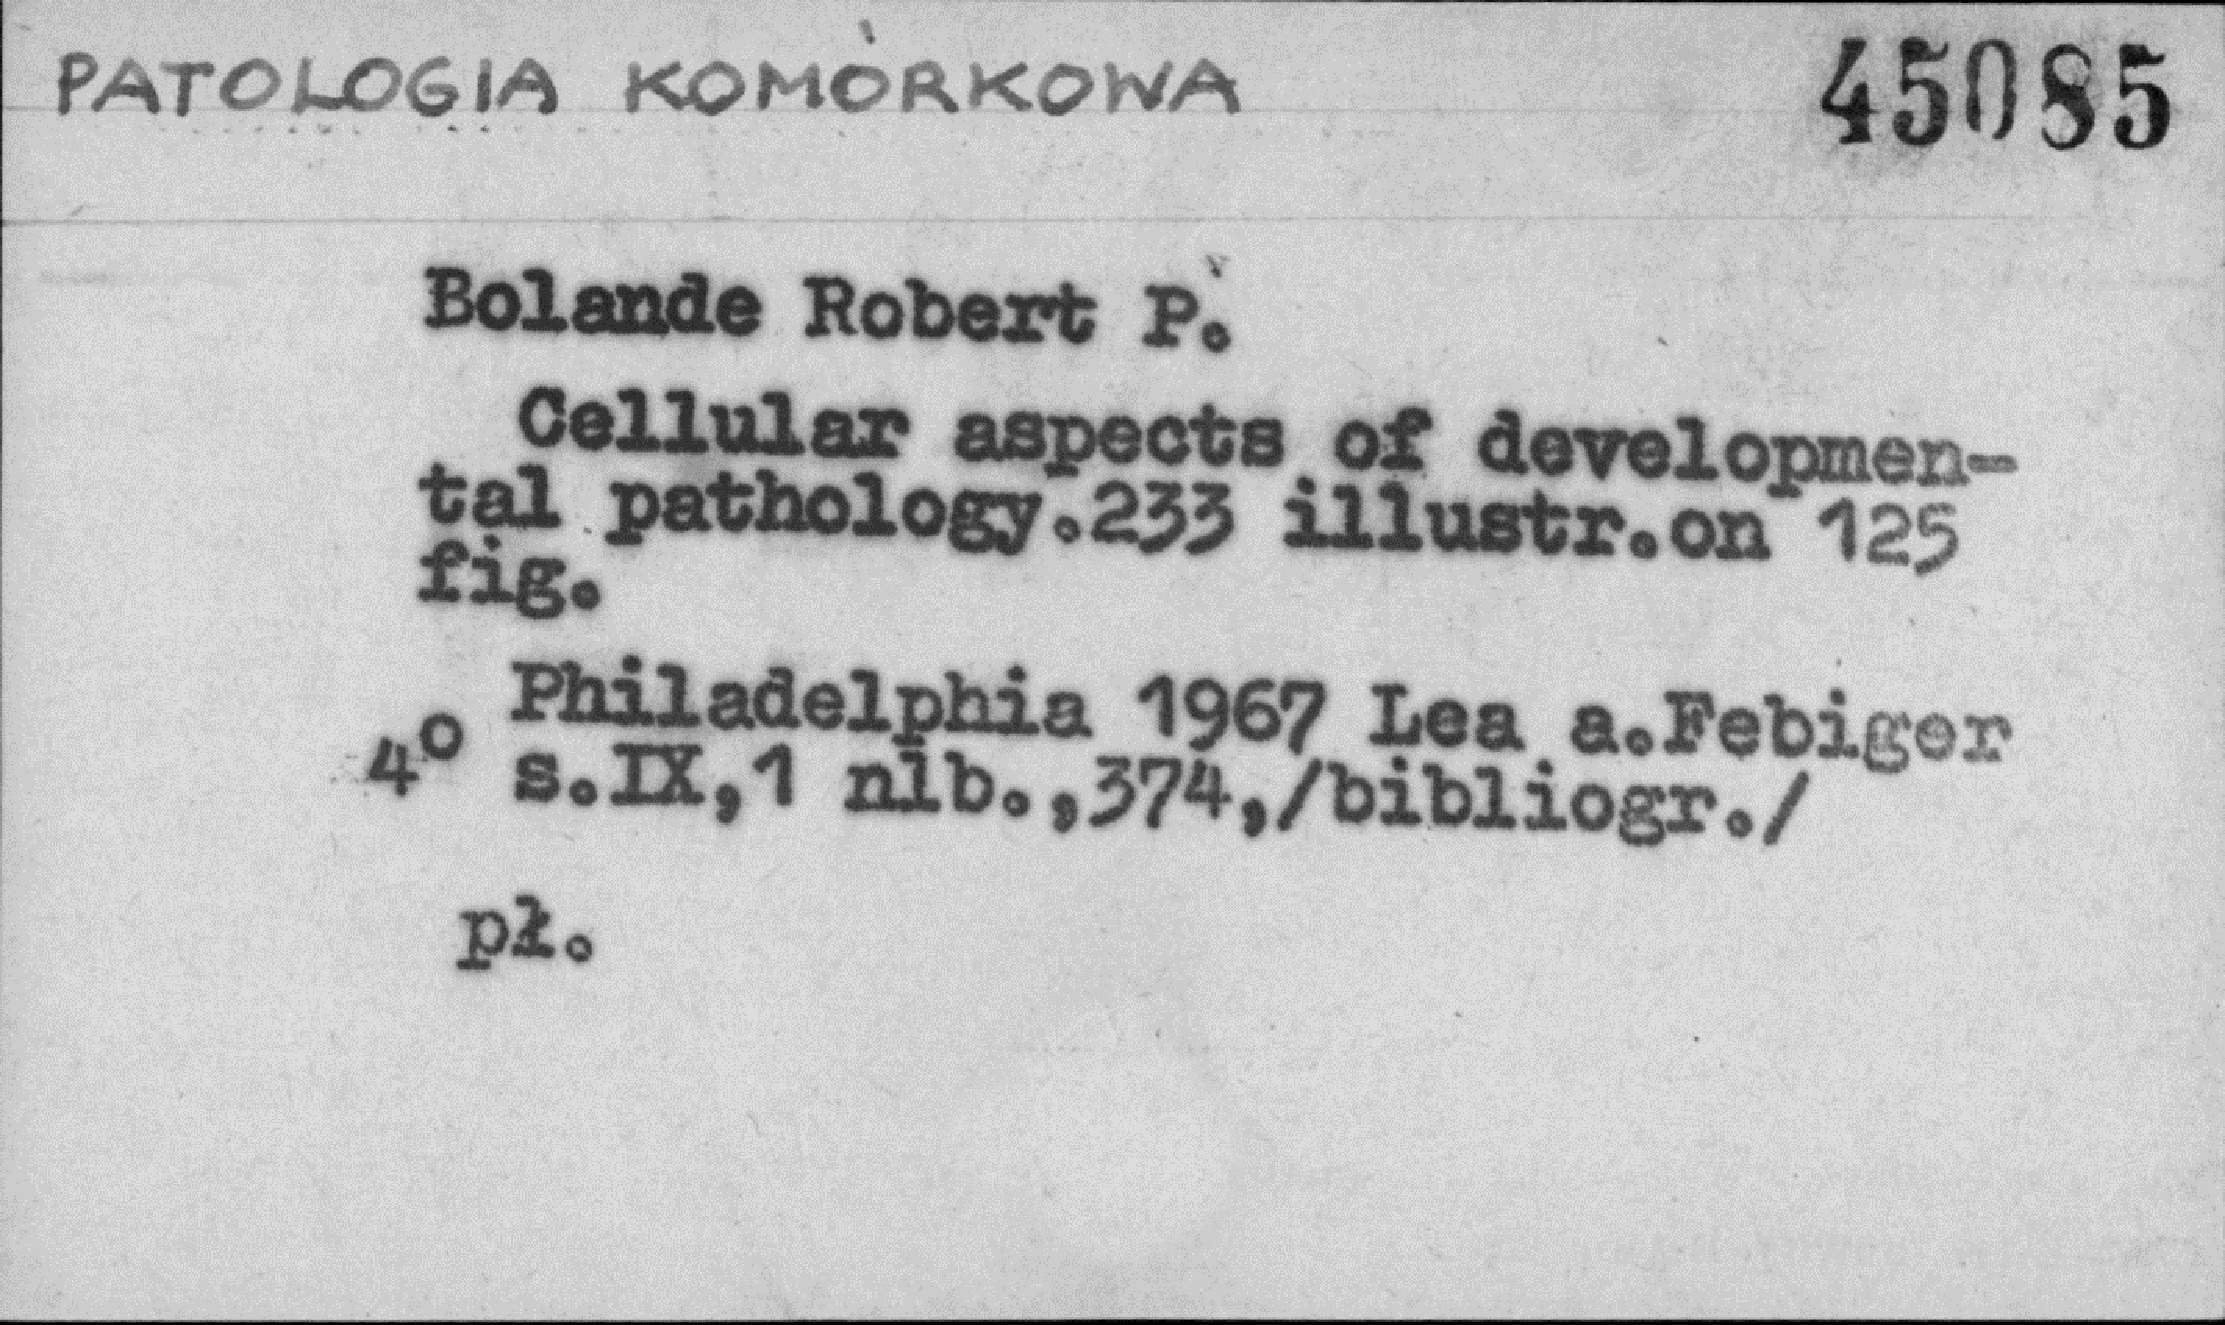 PATOLOGIA KOMÓRKOWA 45085
Bolande Robert P.
Cellular aspects of developmen-
tal pathology.233 illustr.on 125
fig.
Philadelphia 1967 Lea a.Febiger
4° s.IX,1 nlb.,374,/bibliogr./
pł.